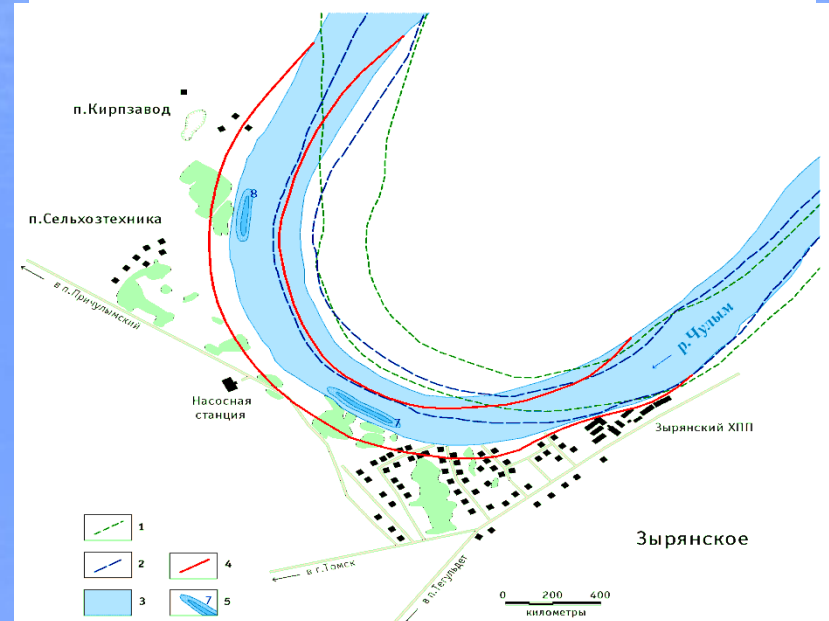 п.Кирпзавод
8
п.Сельхозтехника
в п.Причулымский
р.Чулым
Насосная
станция
7
Зырянский ХПП
Зырянское
1
2
4
3
7
5
в г.Томск
в п.Тегульдет
0 200 400
километры